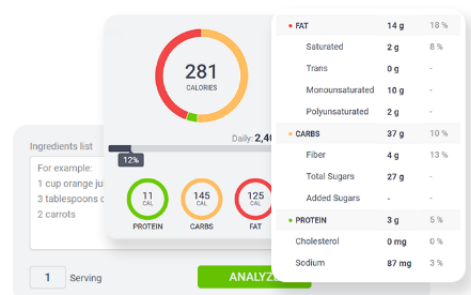 281
CALORIES
Daily: 2,40
12%
11
CAL
PROTEIN
145
CAL
CARBS
125
CAL
FAT
FAT 14 g 18 %
Saturated 2 g 8 %
Trans 0 g -
Monounsaturated 10 g -
Polyunsaturated 2 g -
CARBS 37 g 10 %
Fiber 4 g 13 %
Total Sugars 27 g -
Added Sugars - -
PROTEIN 3 g 5 %
Cholesterol 0 mg 0 %
Sodium 87 mg 3 %
Ingredients list
For example:
1 cup orange ju
3 tablespoons
2 carrots
1 Serving
ANALYZ